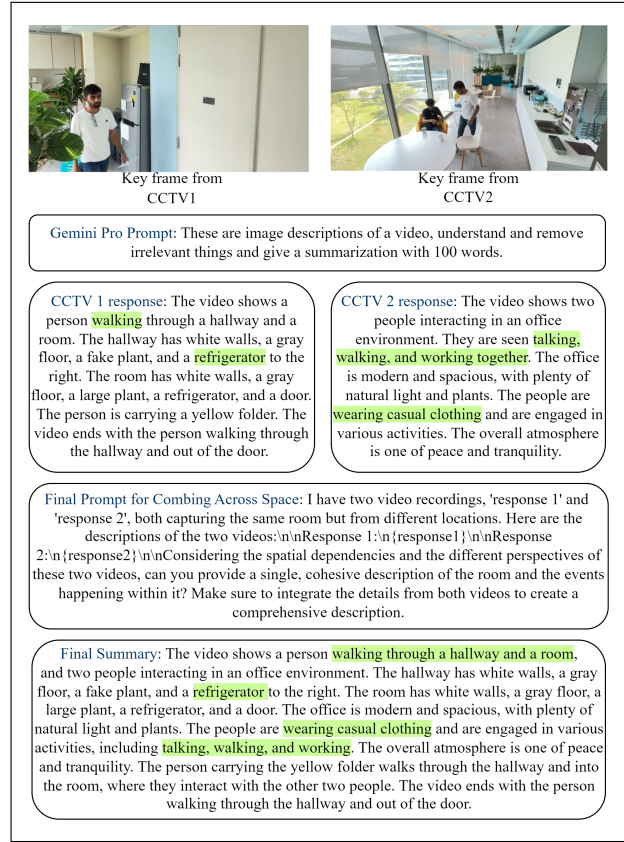 Key frame from
CCTV1
Key frame from
CCTV2
Gemini Pro Prompt: These are image descriptions of a video, understand and remove
irrelevant things and give a summarization with 100 words.
CCTV 1 response: The video shows a
person walking through a hallway and a
room. The hallway has white walls, a gray
floor, a fake plant, and a refrigerator to the
right. The room has white walls, a gray
floor, a large plant, a refrigerator, and a door.
The person is carrying a yellow folder. The
video ends with the person walking through
the hallway and out of the door.
CCTV 2 response: The video shows two
people interacting in an office
environment. They are seen talking,
walking, and working together. The office
is modern and spacious, with plenty of
natural light and plants. The people are
wearing casual clothing and are engaged in
various activities. The overall atmosphere
is one of peace and tranquility.
Final Prompt for Combing Across Space: I have two video recordings, 'response 1' and
'response 2', both capturing the same room but from different locations. Here are the
descriptions of the two videos:\n\nResponse 1:\n{response1}\n\nResponse
2:\n{response2}\n\nConsidering the spatial dependencies and the different perspectives of
these two videos, can you provide a single, cohesive description of the room and the events
happening within it? Make sure to integrate the details from both videos to create a
comprehensive description.
Final Summary: The video shows a person walking through a hallway and a room,
and two people interacting in an office environment. The hallway has white walls, a gray
floor, a fake plant, and a refrigerator to the right. The room has white walls, a gray floor, a
large plant, a refrigerator, and a door. The office is modern and spacious, with plenty of
natural light and plants. The people are wearing casual clothing and are engaged in various
activities, including talking, walking, and working. The overall atmosphere is one of peace
and tranquility. The person carrying the yellow folder walks through the hallway and into
the room, where they interact with the other two people. The video ends with the person
walking through the hallway and out of the door.